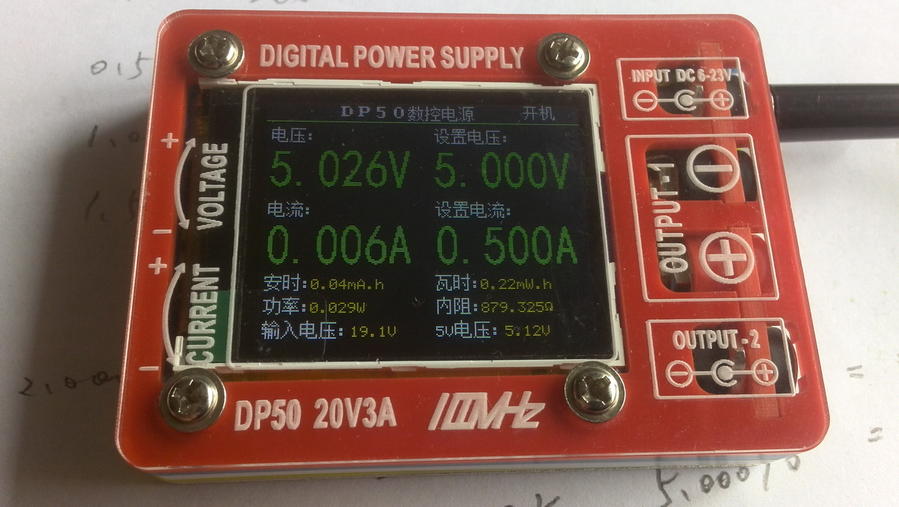 DIGITAL POWER SUPPLY
INPUT DC 6-23V
DP50数控电源 开机
电压: 设置电压:
5.026V 5.000V
电流: 设置电流:
0.006A 0.500A
安时:0.04mA.h 瓦时:0.22mW.h
功率:0.029W 内阻:879.325Ω
输入电压:19.1V 5V电压:5.12V
+ VOLTAGE -
+ CURRENT -
OUTPUT-1
- +
OUTPUT-2
- +
DP50 20V3A 100MHz
0.5